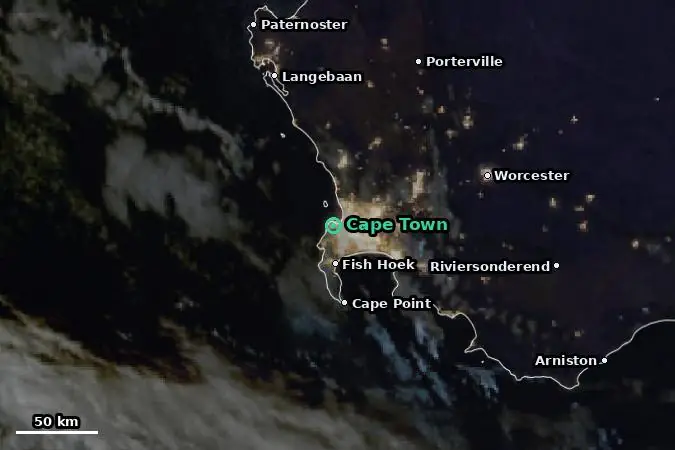 Paternoster
Porterville
Langebaan
Worcester
Cape Town
Fish Hoek
Riviersonderend
Cape Point
Arniston
50 km